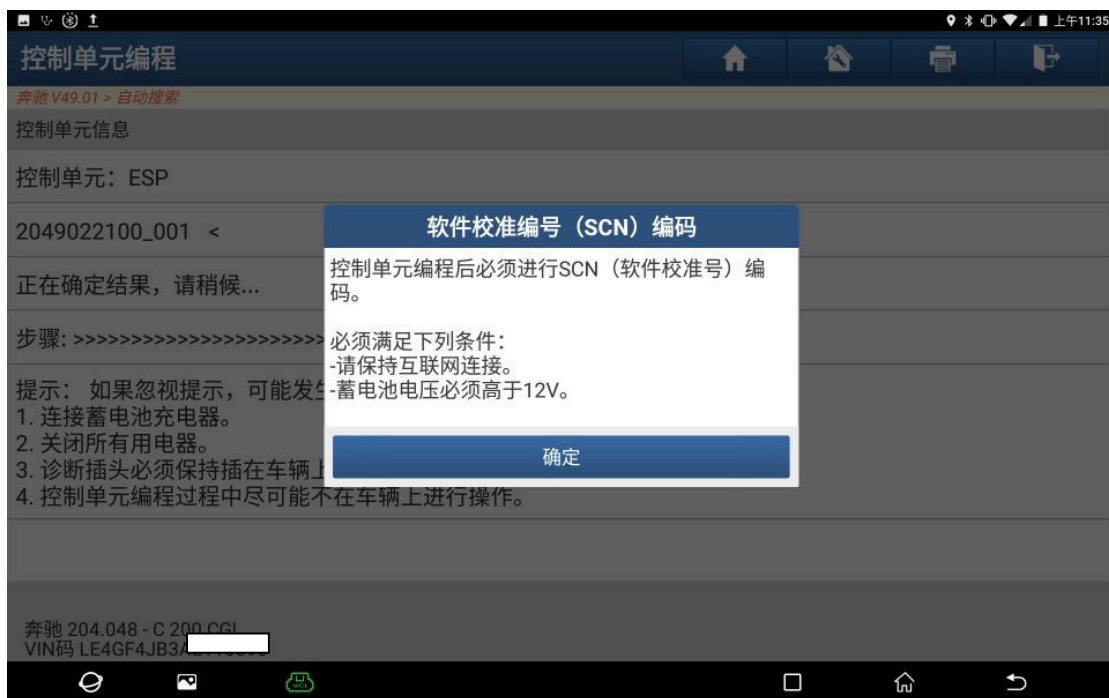 上午11:35
控制单元编程
奔驰 V49.01 > 自动搜索
控制单元信息
控制单元：ESP
2049022100_001 <
正在确定结果，请稍候...
步骤: >>>>>>>>>>>>>>>>>>>>>>
提示： 如果忽视提示，可能发生
1. 连接蓄电池充电器。
2. 关闭所有用电器。
3. 诊断插头必须保持插在车辆上
4. 控制单元编程过程中尽可能不在车辆上进行操作。
软件校准编号（SCN）编码
控制单元编程后必须进行SCN（软件校准号）编
码。
必须满足下列条件：
-请保持互联网连接。
-蓄电池电压必须高于12V。
确定
奔驰 204.048 - C 200 CGI
VIN码 LE4GF4JB3A
VCI